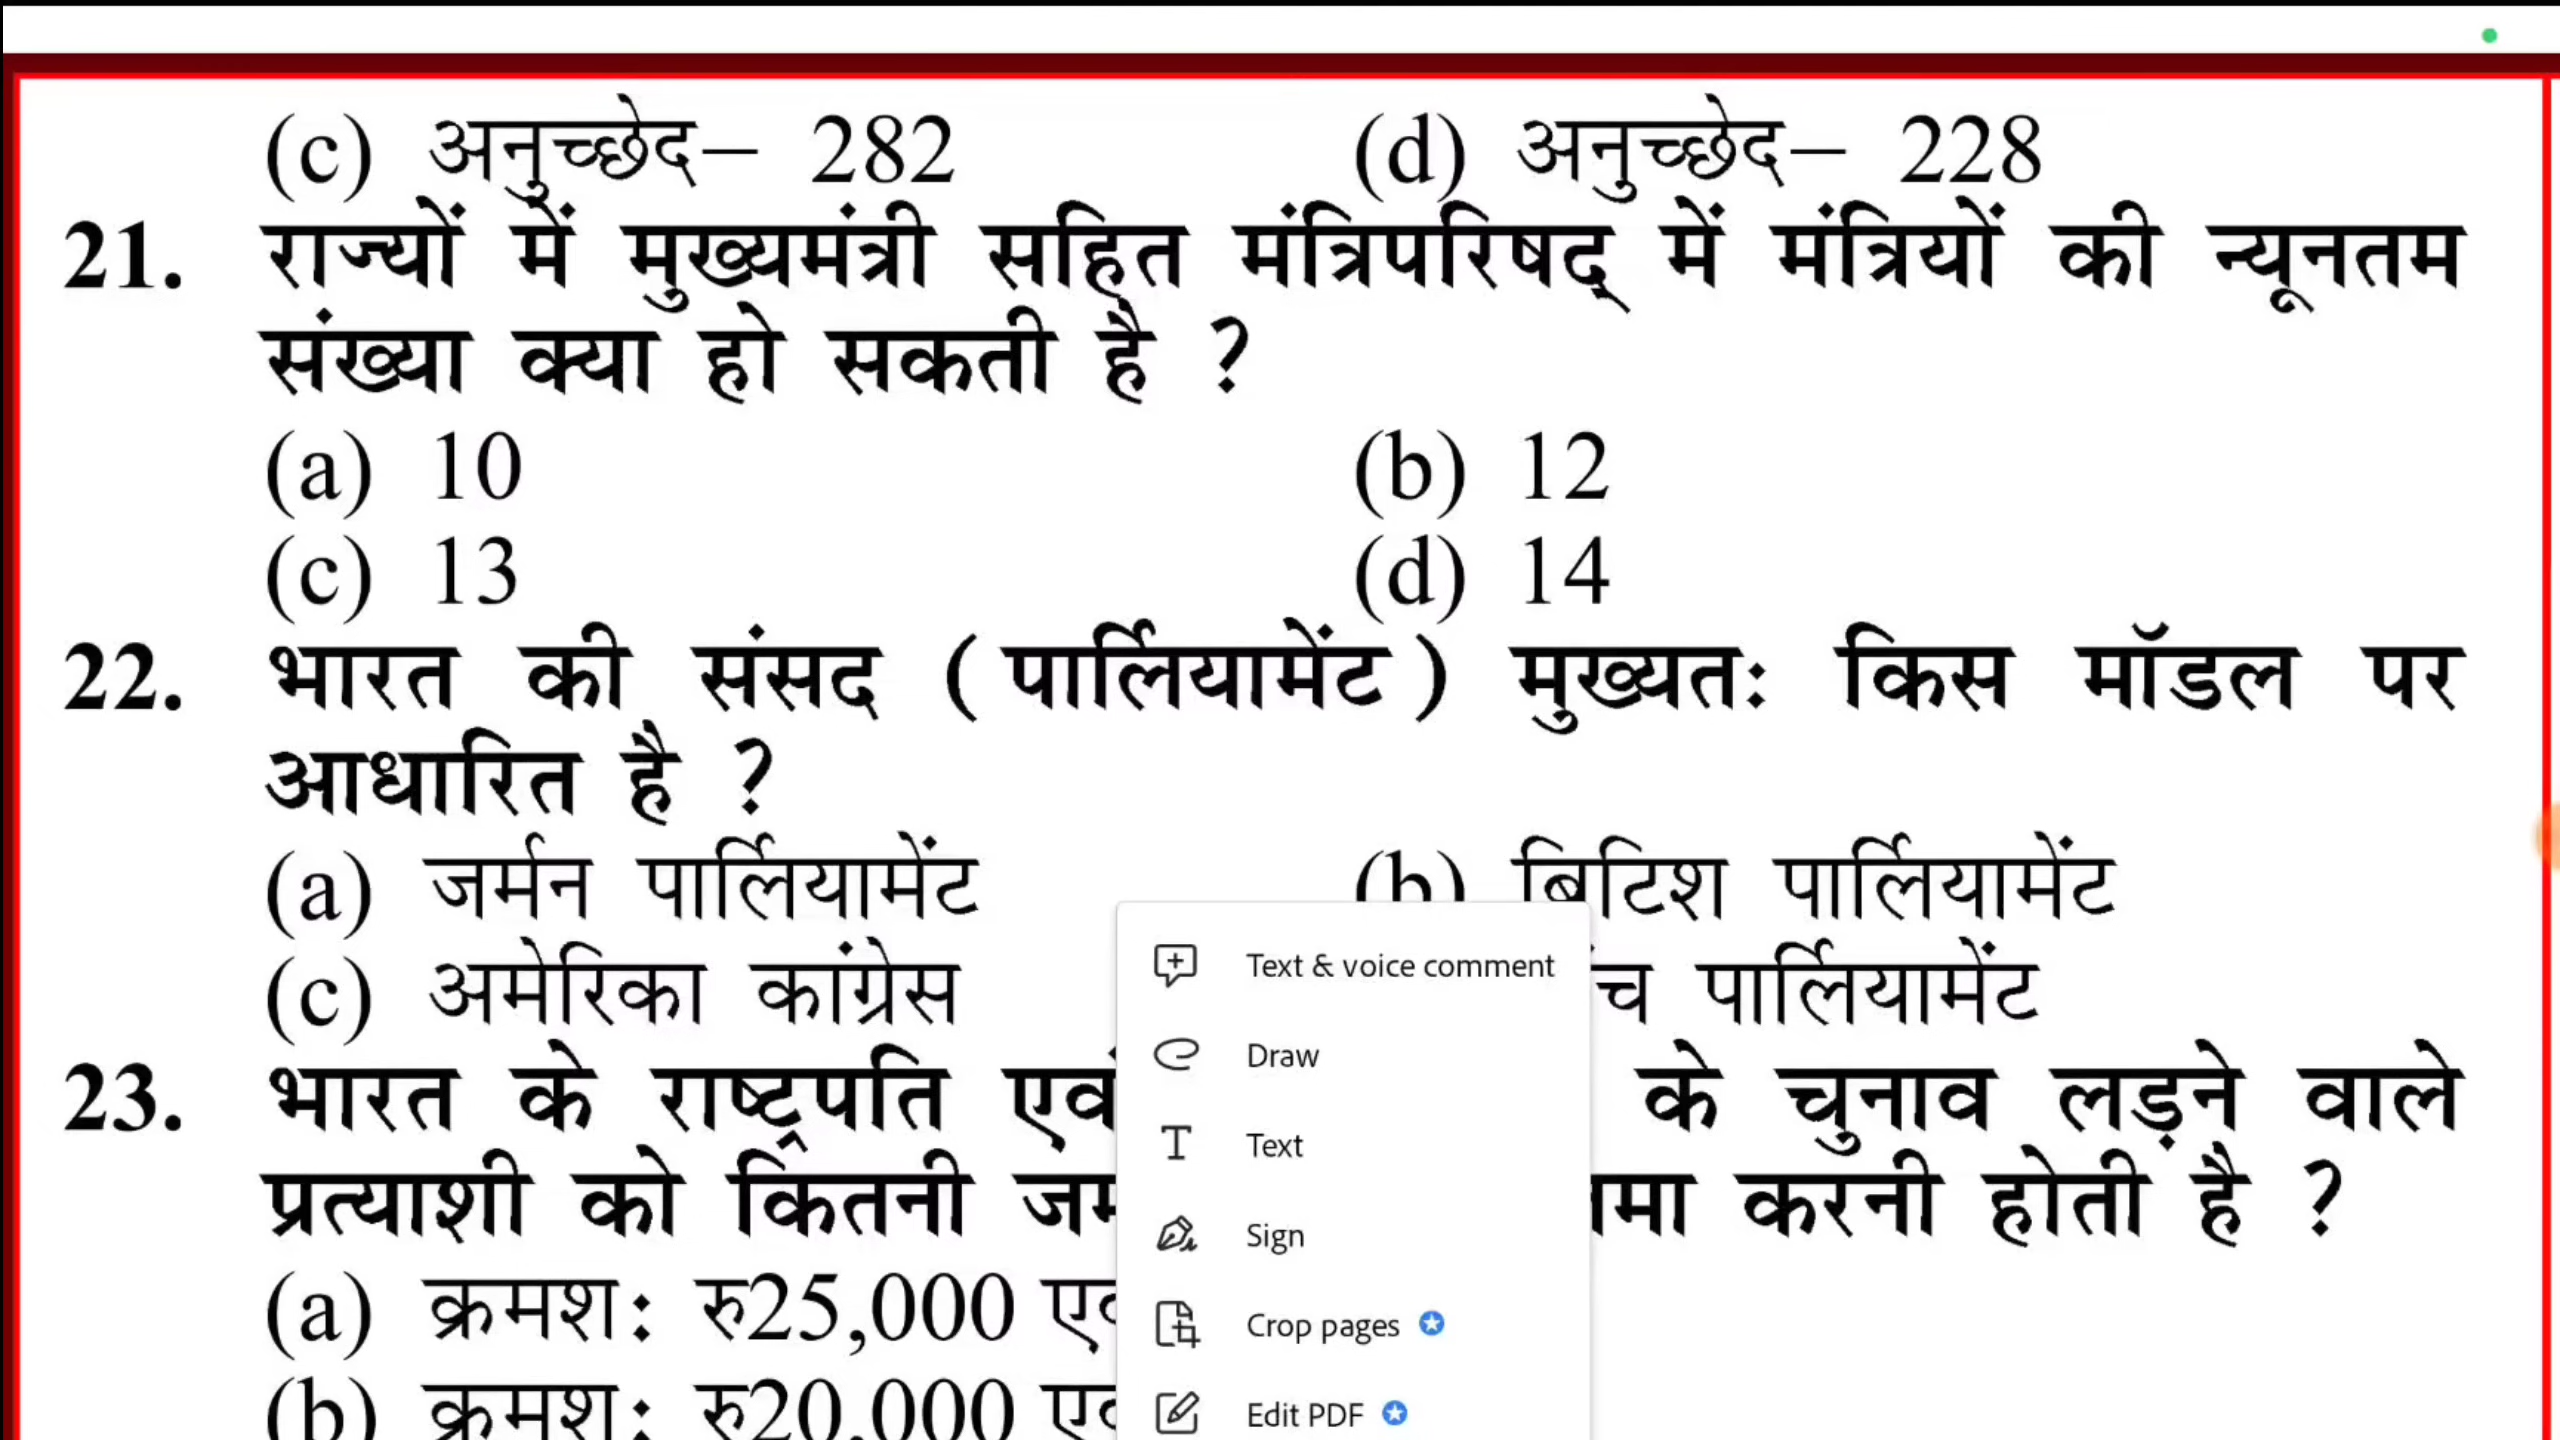 (c) अनुच्छेद– 282 (d) अनुच्छेद– 228
21. राज्यों में मुख्यमंत्री सहित मंत्रिपरिषद् में मंत्रियों की न्यूनतम
संख्या क्या हो सकती है ?
(a) 10 (b) 12
(c) 13 (d) 14
22. भारत की संसद (पार्लियामेंट) मुख्यतः किस मॉडल पर
आधारित है ?
(a) जर्मन पार्लियामेंट (b) ब्रिटिश पार्लियामेंट
(c) अमेरिका कांग्रेस पार्लियामेंट
23. भारत के राष्ट्रपति एवं के चुनाव लड़ने वाले
प्रत्याशी को कितनी करनी होती है ?
(a) क्रमशः रु25,000
(b) क्रमशः रु20,000
Text & voice comment
Draw
Text
Sign
Crop pages
Edit PDF